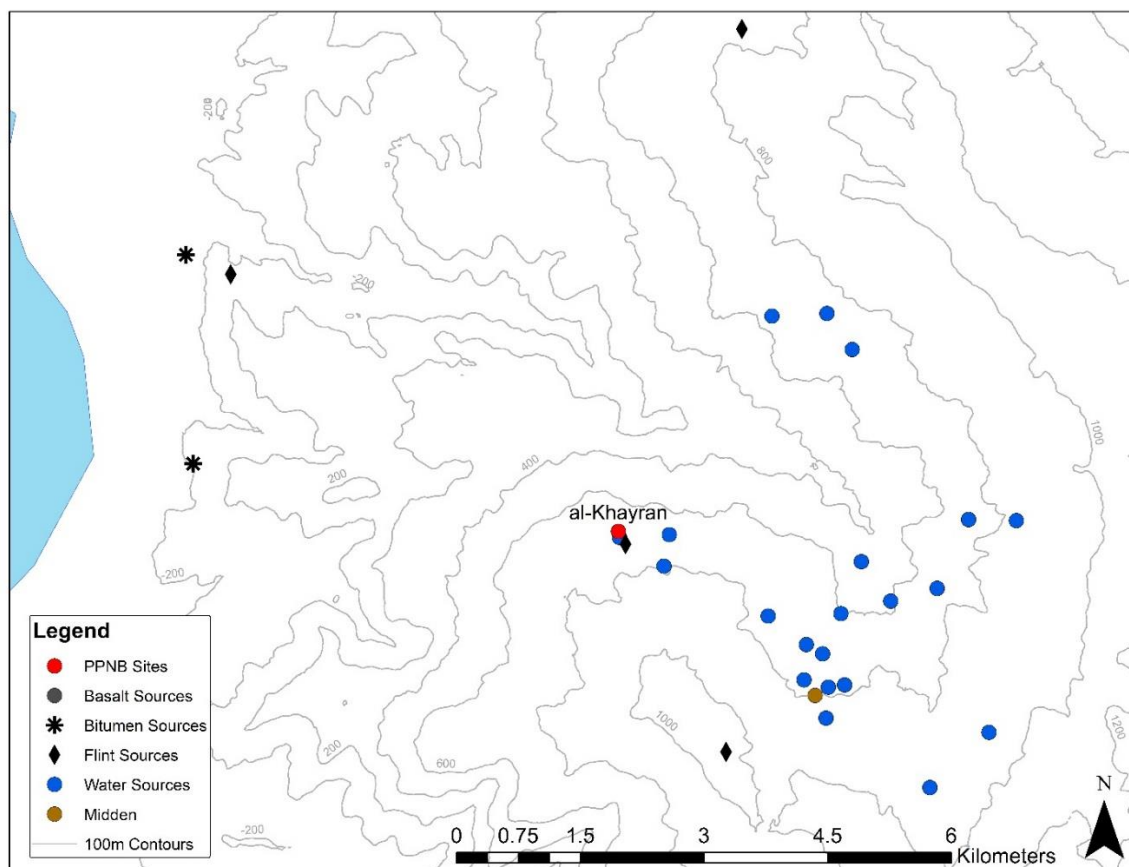 -200
800
-200
1000
400
al-Khayran
200
-200
0
1000
200
600
1200
-200
Legend
PPNB Sites
Basalt Sources
Bitumen Sources
Flint Sources
Water Sources
Midden
100m Contours
N
0 0.75 1.5 3 4.5 6
Kilometers